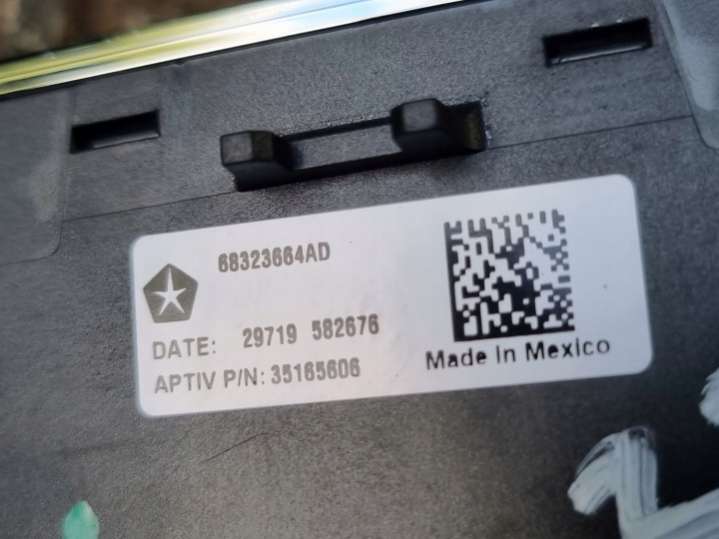 68323664AD
DATE: 29719 582676
APTIV P/N: 35165606
Made In Mexico